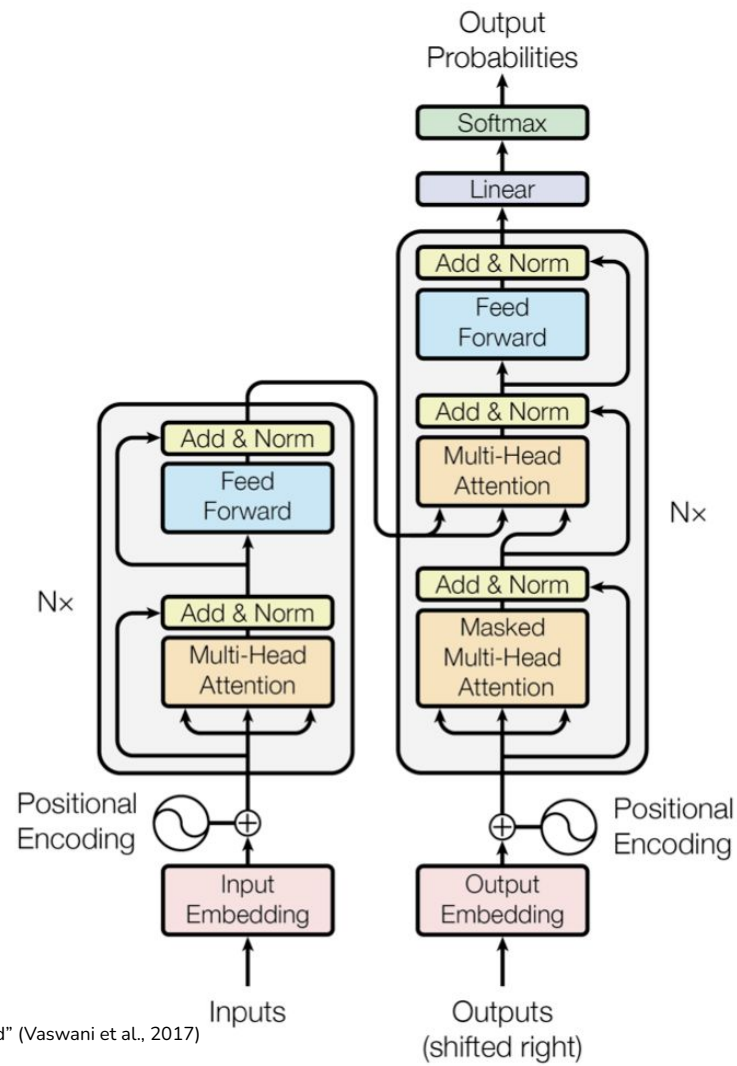 Output
Probabilities
Softmax
Linear
Add & Norm
Feed
Forward
Add & Norm
Multi-Head
Attention
Add & Norm
Masked
Multi-Head
Attention
N×
Add & Norm
Feed
Forward
Add & Norm
Multi-Head
Attention
N×
Positional
Encoding
Positional
Encoding
Input
Embedding
Output
Embedding
Inputs
Outputs
(shifted right)
(Vaswani et al., 2017)